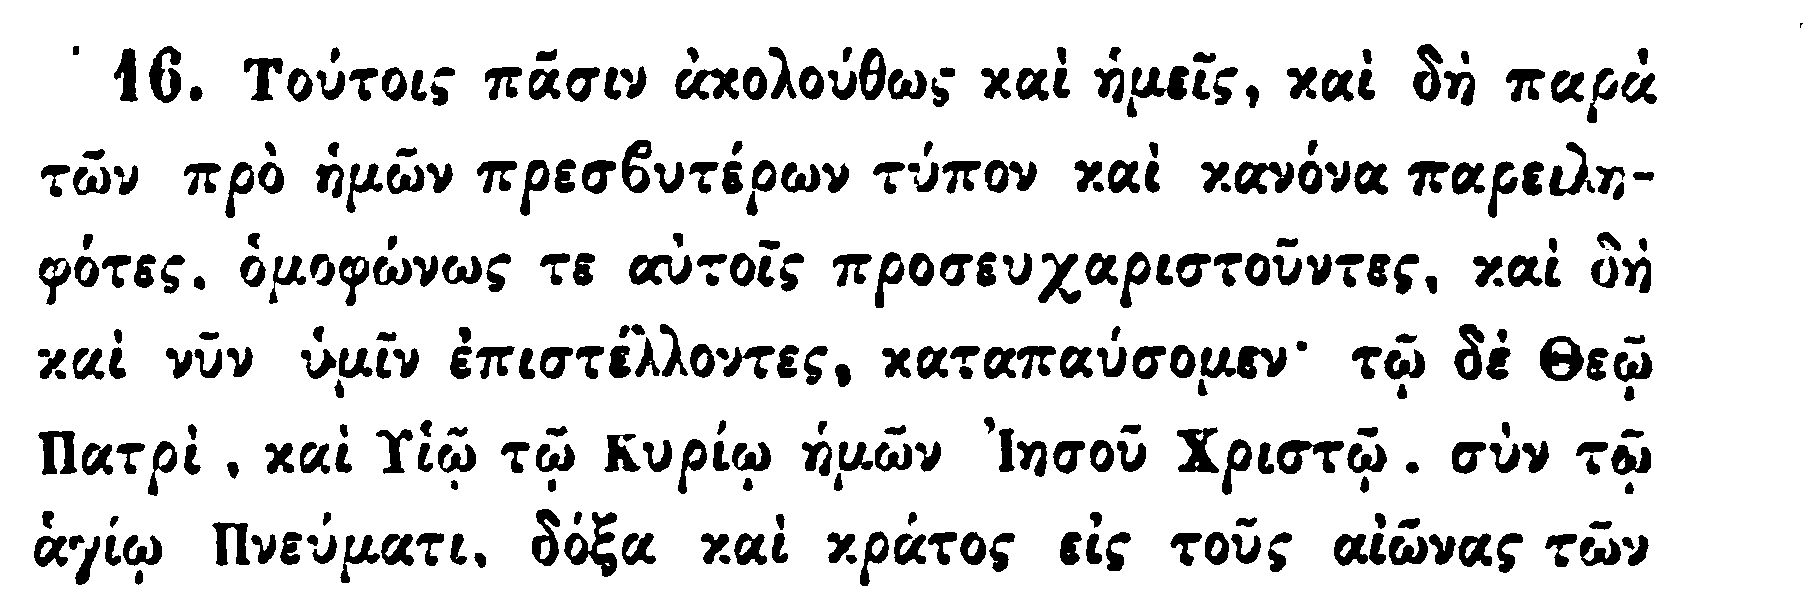 16. Τούτοις πᾶσιν ἀκολούθως καὶ ἡμεῖς, καὶ δὴ παρὰ
τῶν πρὸ ἡμῶν πρεσβυτέρων τύπον καὶ κανόνα παρειλη-
φότες, ὁμοφώνως τε αὐτοῖς προσευχαριστοῦντες, καὶ δὴ
καὶ νῦν ὑμῖν ἐπιστέλλοντες, καταπαύσομεν· τῷ δὲ Θεῷ
Πατρὶ, καὶ Υἱῷ τῷ Κυρίῳ ἡμῶν Ἰησοῦ Χριστῷ, σὺν τῷ
ἁγίῳ Πνεύματι, δόξα καὶ κράτος εἰς τοὺς αἰῶνας τῶν